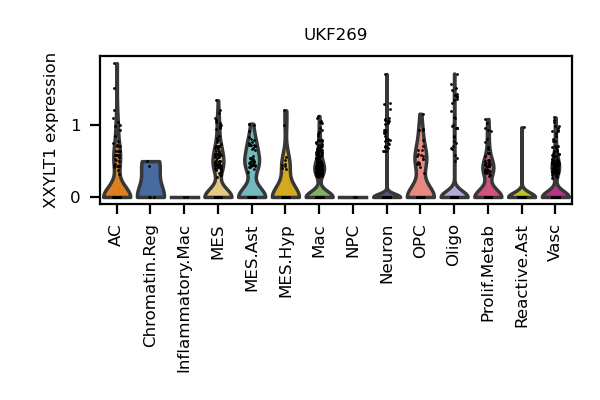 UKF269
XXYLT1 expression
1
0
AC
Chromatin.Reg
Inflammatory.Mac
MES
MES.Ast
MES.Hyp
Mac
NPC
Neuron
OPC
Oligo
Prolif.Metab
Reactive.Ast
Vasc